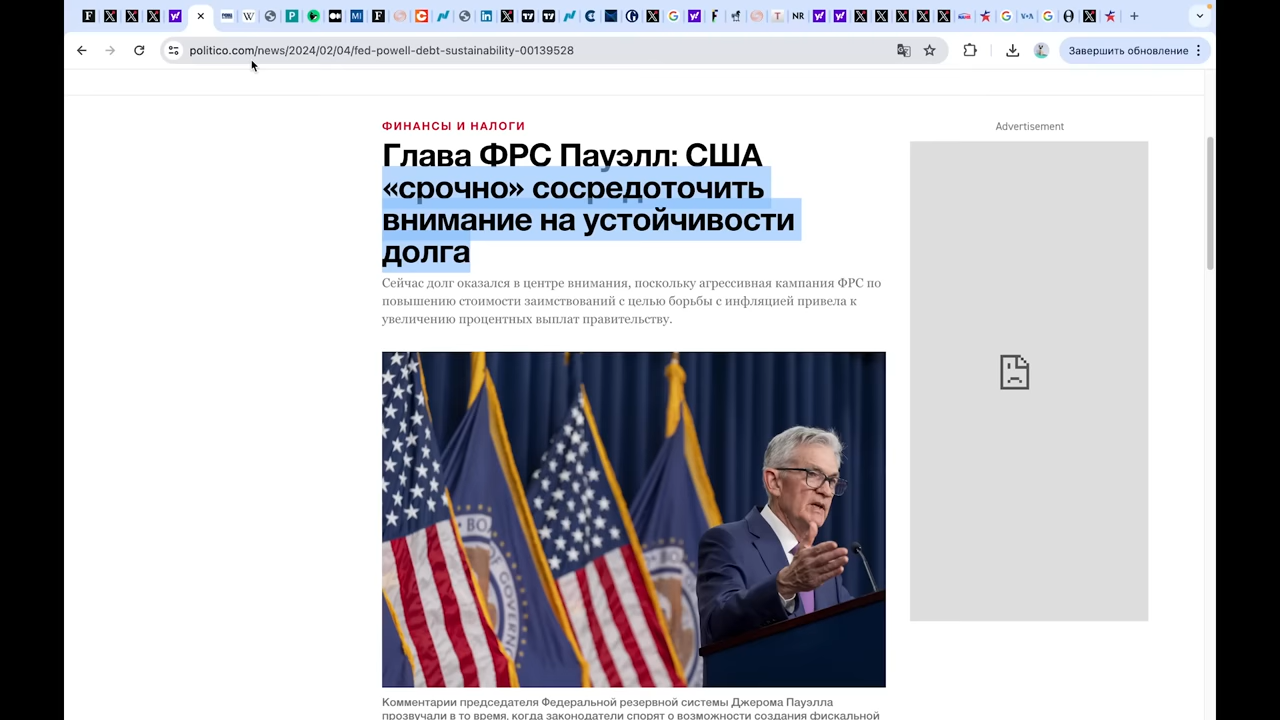 politico.com/news/2024/02/04/fed-powell-debt-sustainability-00139528
Завершить обновление
ФИНАНСЫ И НАЛОГИ
Advertisement
Глава ФРС Пауэлл: США
«срочно» сосредоточить
внимание на устойчивости
долга
Сейчас долг оказался в центре внимания, поскольку агрессивная кампания ФРС по
повышению стоимости заимствований с целью борьбы с инфляцией привела к
увеличению процентных выплат правительству.
Комментарии председателя Федеральной резервной системы Джерома Пауэлла
прозвучали в то время, когда законодатели спорят о возможности создания фискальной